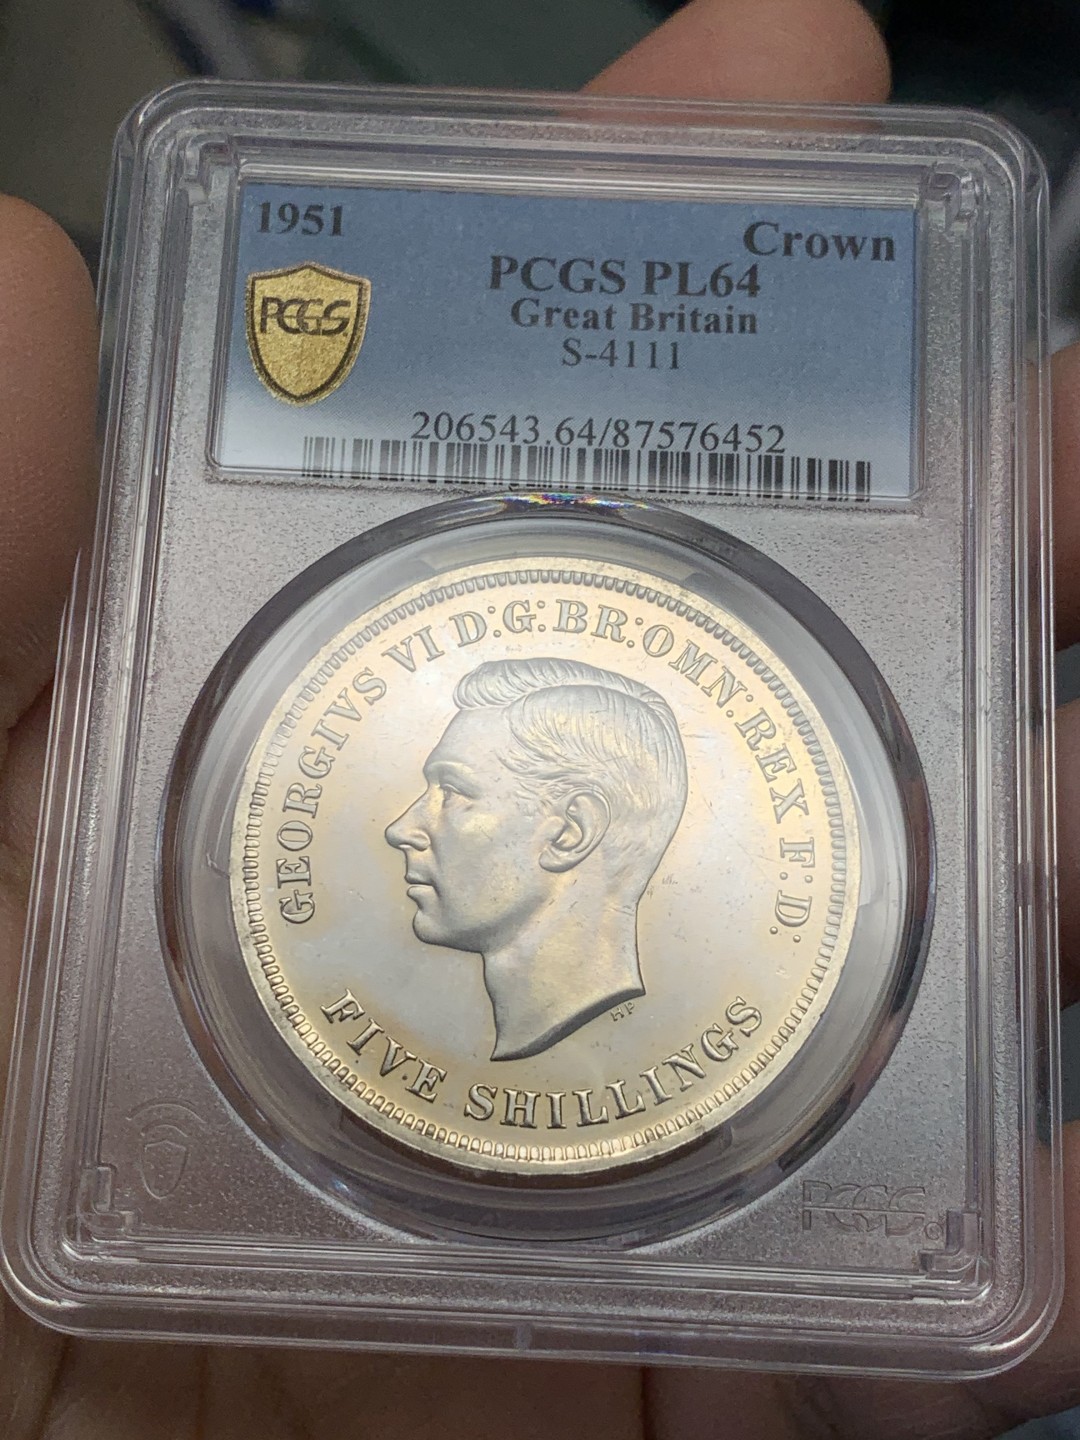 1951
Crown
PCGS PL64
PCGS
Great Britain
S-4111
206543.64/87576452
GEORGIVS VI D:G:BR:OMN:REX F:D:
HP
FIVE SHILLINGS
PCGS